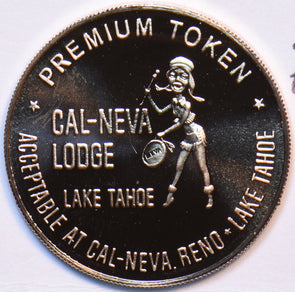 PREMIUM TOKEN
CAL-NEVA
LODGE
LAKE TAHOE
ACCEPTABLE AT CAL-NEVA, RENO • LAKE TAHOE